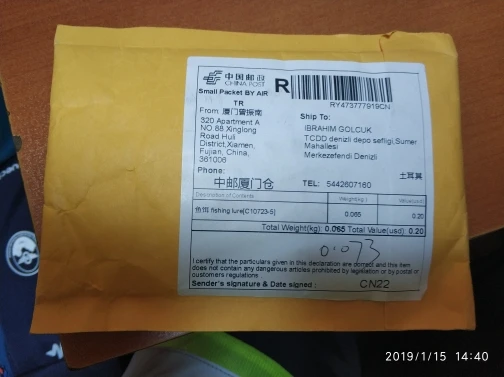 中国邮政
CHINA POST
Small Packet BY AIR
R
RY473777919CN
TR
From: 厦门曾振南
320 Apartment A
NO.88 Xinglong
Road Huli
District,Xiamen,
Fujian, China,
361006
Phone:
中邮厦门仓
Ship To:
IBRAHIM GOLCUK
TCDD denizli depo sefligi,Sumer
Mahallesi
Merkezefendi Denizli
土耳其
TEL: 5442607160
Description of Contents Weight(kg) Value(usd)
鱼饵 fishing lure[C10723-5] 0.065 0.20
Total Weight(kg): 0.065 Total Value(usd): 0.20
0.073
I certify that the particulars given in this declaration are correct and this item
does not contain any dangerous articles prohibited by legislation or by postal or
customers regulations
Sender's signature & Date signed : CN22
2019/1/15 14:40